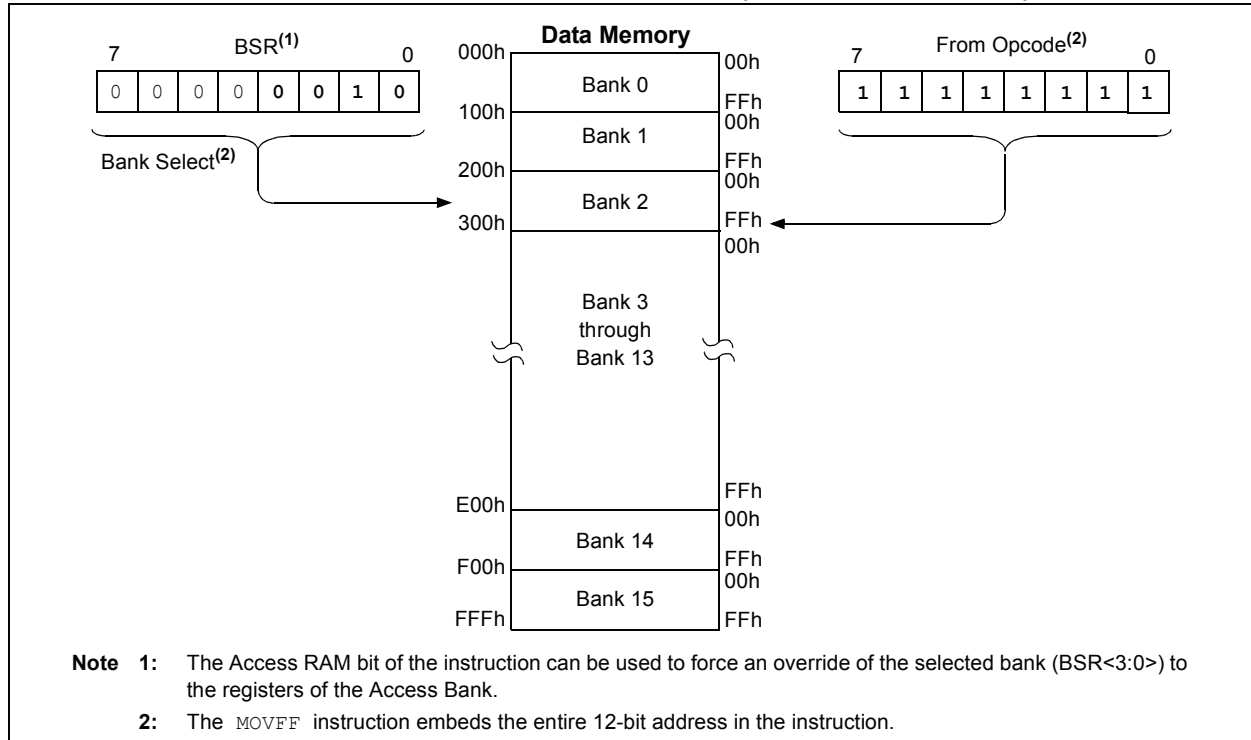 Data Memory
7 BSR(1) 0
0 0 0 0 0 0 1 0
Bank Select(2)
000h
100h
200h
300h
E00h
F00h
FFFh
Bank 0
Bank 1
Bank 2
Bank 3
through
Bank 13
Bank 14
Bank 15
00h
FFh
00h
FFh
00h
FFh
00h
FFh
00h
FFh
00h
FFh
7 From Opcode(2) 0
1 1 1 1 1 1 1 1
Note 1: The Access RAM bit of the instruction can be used to force an override of the selected bank (BSR<3:0>) to
the registers of the Access Bank.
2: The MOVFF instruction embeds the entire 12-bit address in the instruction.